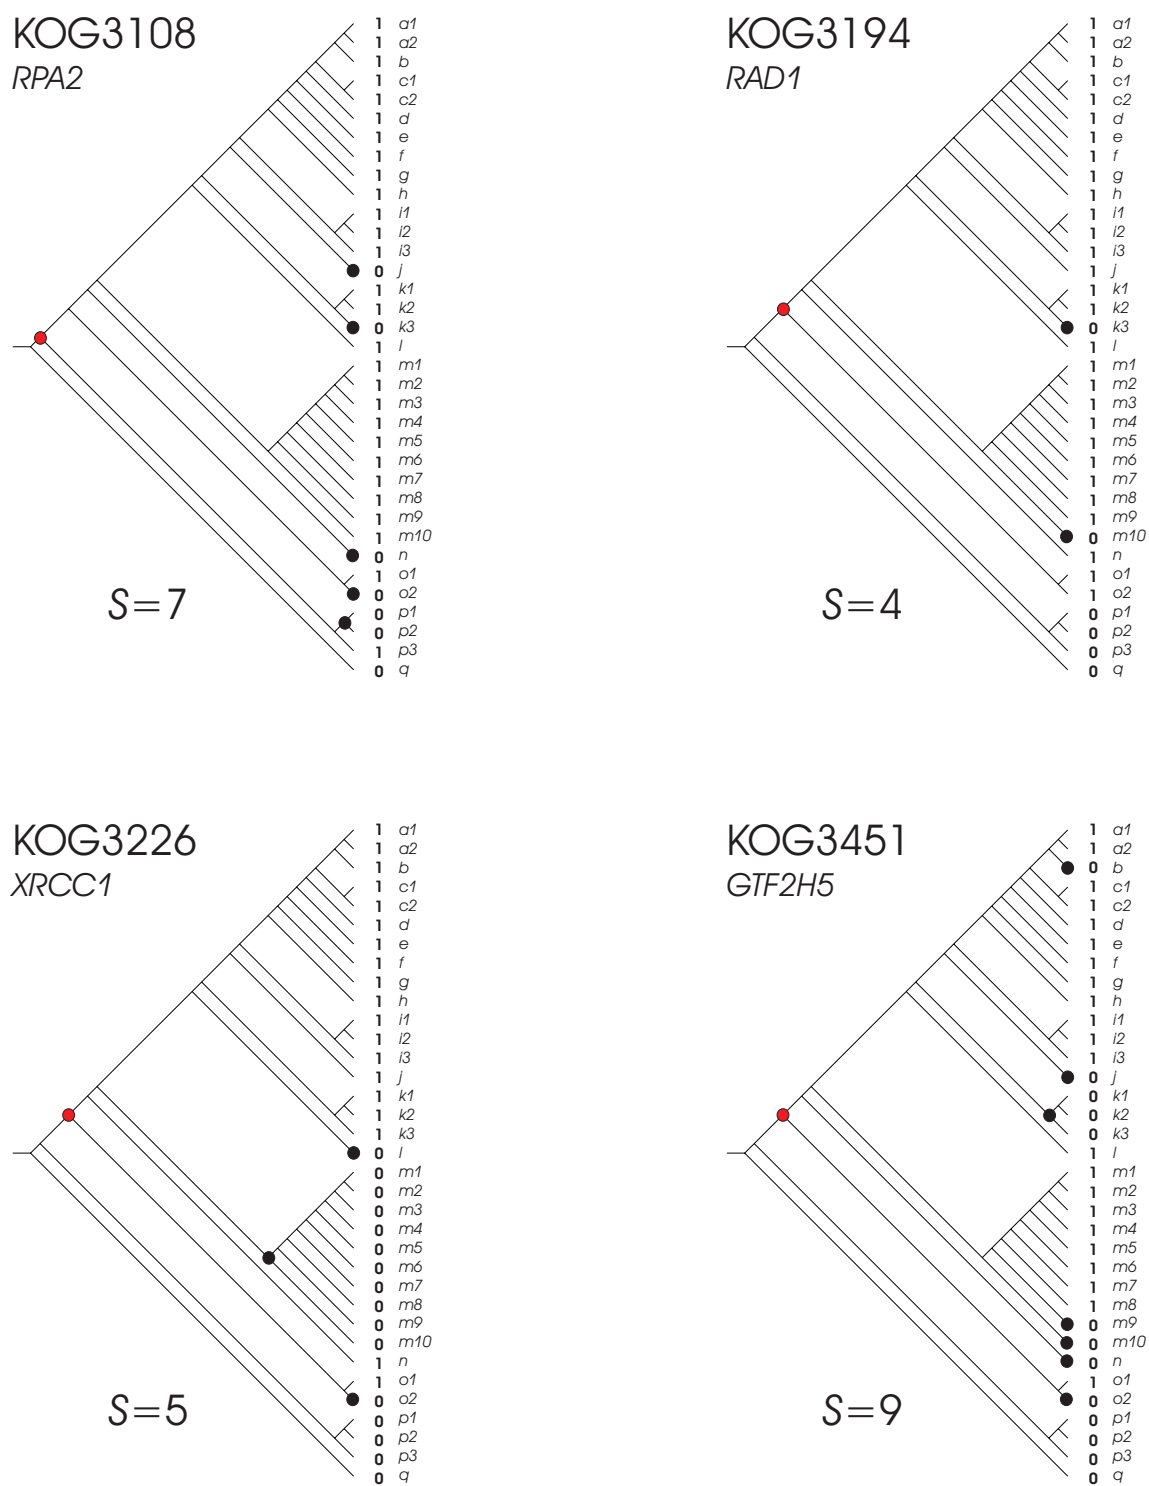 KOG3108
RPA2
1 a1
1 a2
1 b
1 c1
1 c2
1 d
1 e
1 f
1 g
1 h
1 i1
1 i2
1 i3
0 j
1 k1
1 k2
0 k3
1 l
1 m1
1 m2
1 m3
1 m4
1 m5
1 m6
1 m7
1 m8
1 m9
1 m10
0 n
1 o1
0 o2
0 p1
0 p2
1 p3
0 q
S=7
KOG3194
RAD1
1 a1
1 a2
1 b
1 c1
1 c2
1 d
1 e
1 f
1 g
1 h
1 i1
1 i2
1 i3
1 j
1 k1
1 k2
0 k3
1 l
1 m1
1 m2
1 m3
1 m4
1 m5
1 m6
1 m7
1 m8
1 m9
0 m10
1 n
1 o1
1 o2
0 p1
0 p2
0 p3
0 q
S=4
KOG3226
XRCC1
1 a1
1 a2
1 b
1 c1
1 c2
1 d
1 e
1 f
1 g
1 h
1 i1
1 i2
1 i3
1 j
1 k1
1 k2
1 k3
0 l
0 m1
0 m2
0 m3
0 m4
0 m5
0 m6
0 m7
0 m8
0 m9
0 m10
1 n
1 o1
0 o2
0 p1
0 p2
0 p3
0 q
S=5
KOG3451
GTF2H5
1 a1
1 a2
0 b
1 c1
1 c2
1 d
1 e
1 f
1 g
1 h
1 i1
1 i2
1 i3
0 j
0 k1
0 k2
0 k3
1 l
1 m1
1 m2
1 m3
1 m4
1 m5
1 m6
1 m7
1 m8
0 m9
0 m10
0 n
1 o1
0 o2
0 p1
0 p2
0 p3
0 q
S=9